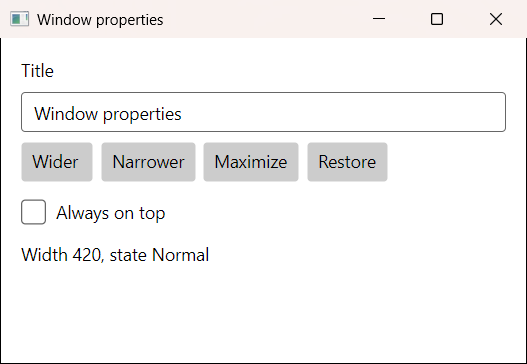 Window properties
Title
Window properties
Wider Narrower Maximize Restore
Always on top
Width 420, state Normal